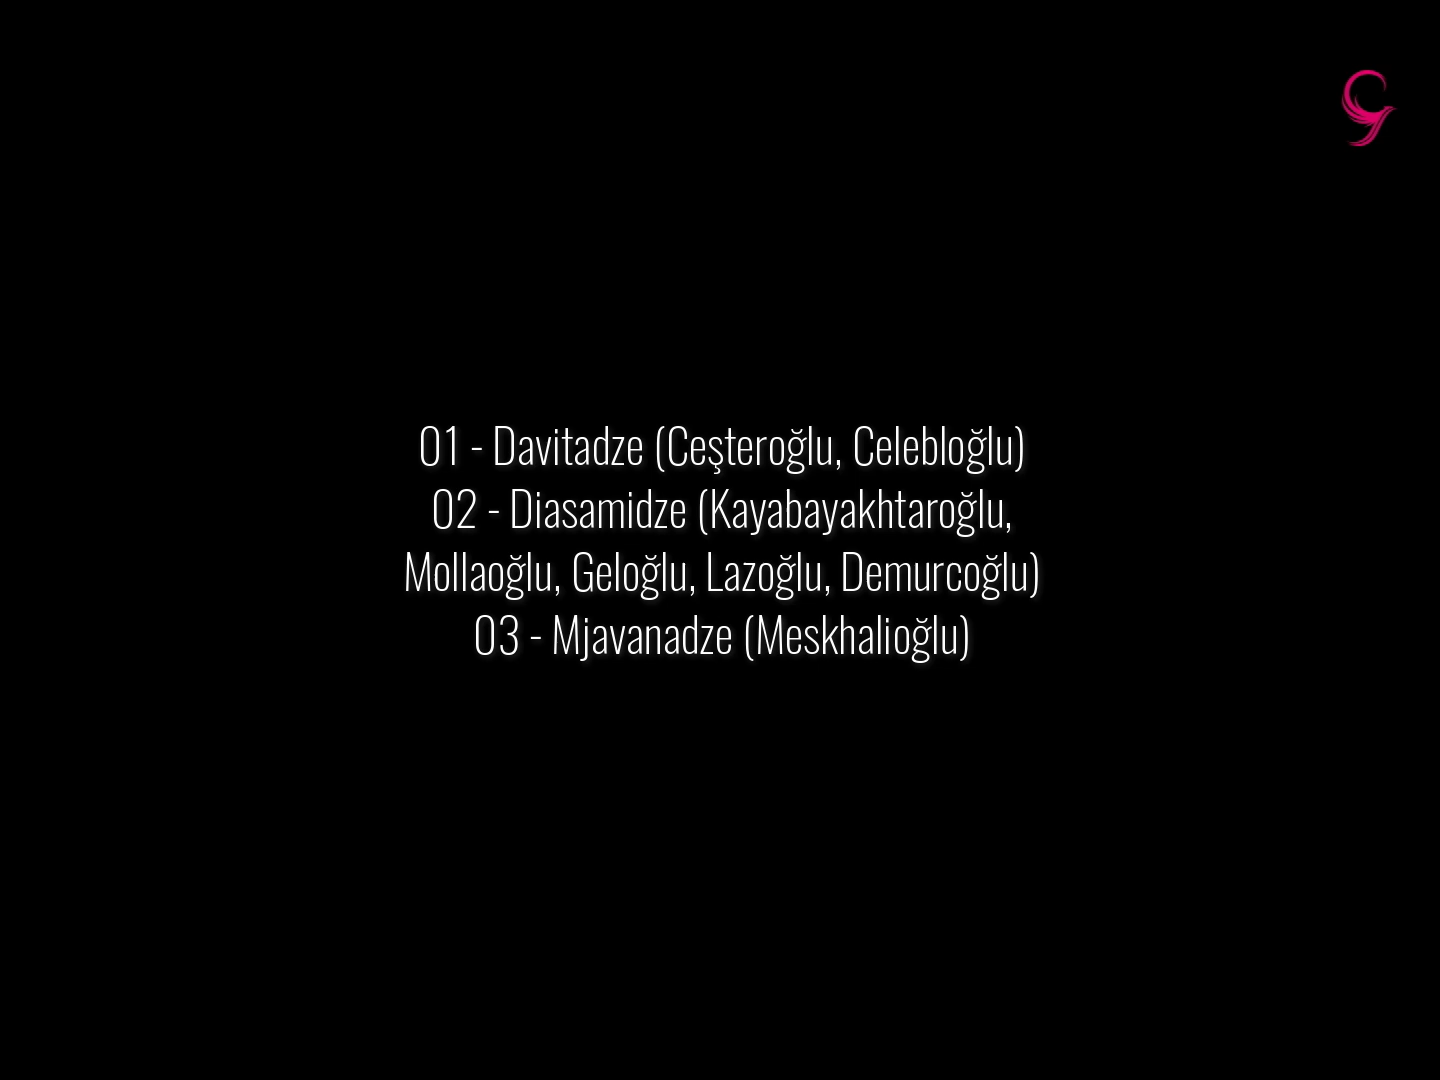 01 - Davitadze (Ceşteroğlu, Celebloğlu)
02 - Diasamidze (Kayabayakhtaroğlu,
Mollaoğlu, Geloğlu, Lazoğlu, Demurcoğlu)
03 - Mjavanadze (Meskhalioğlu)